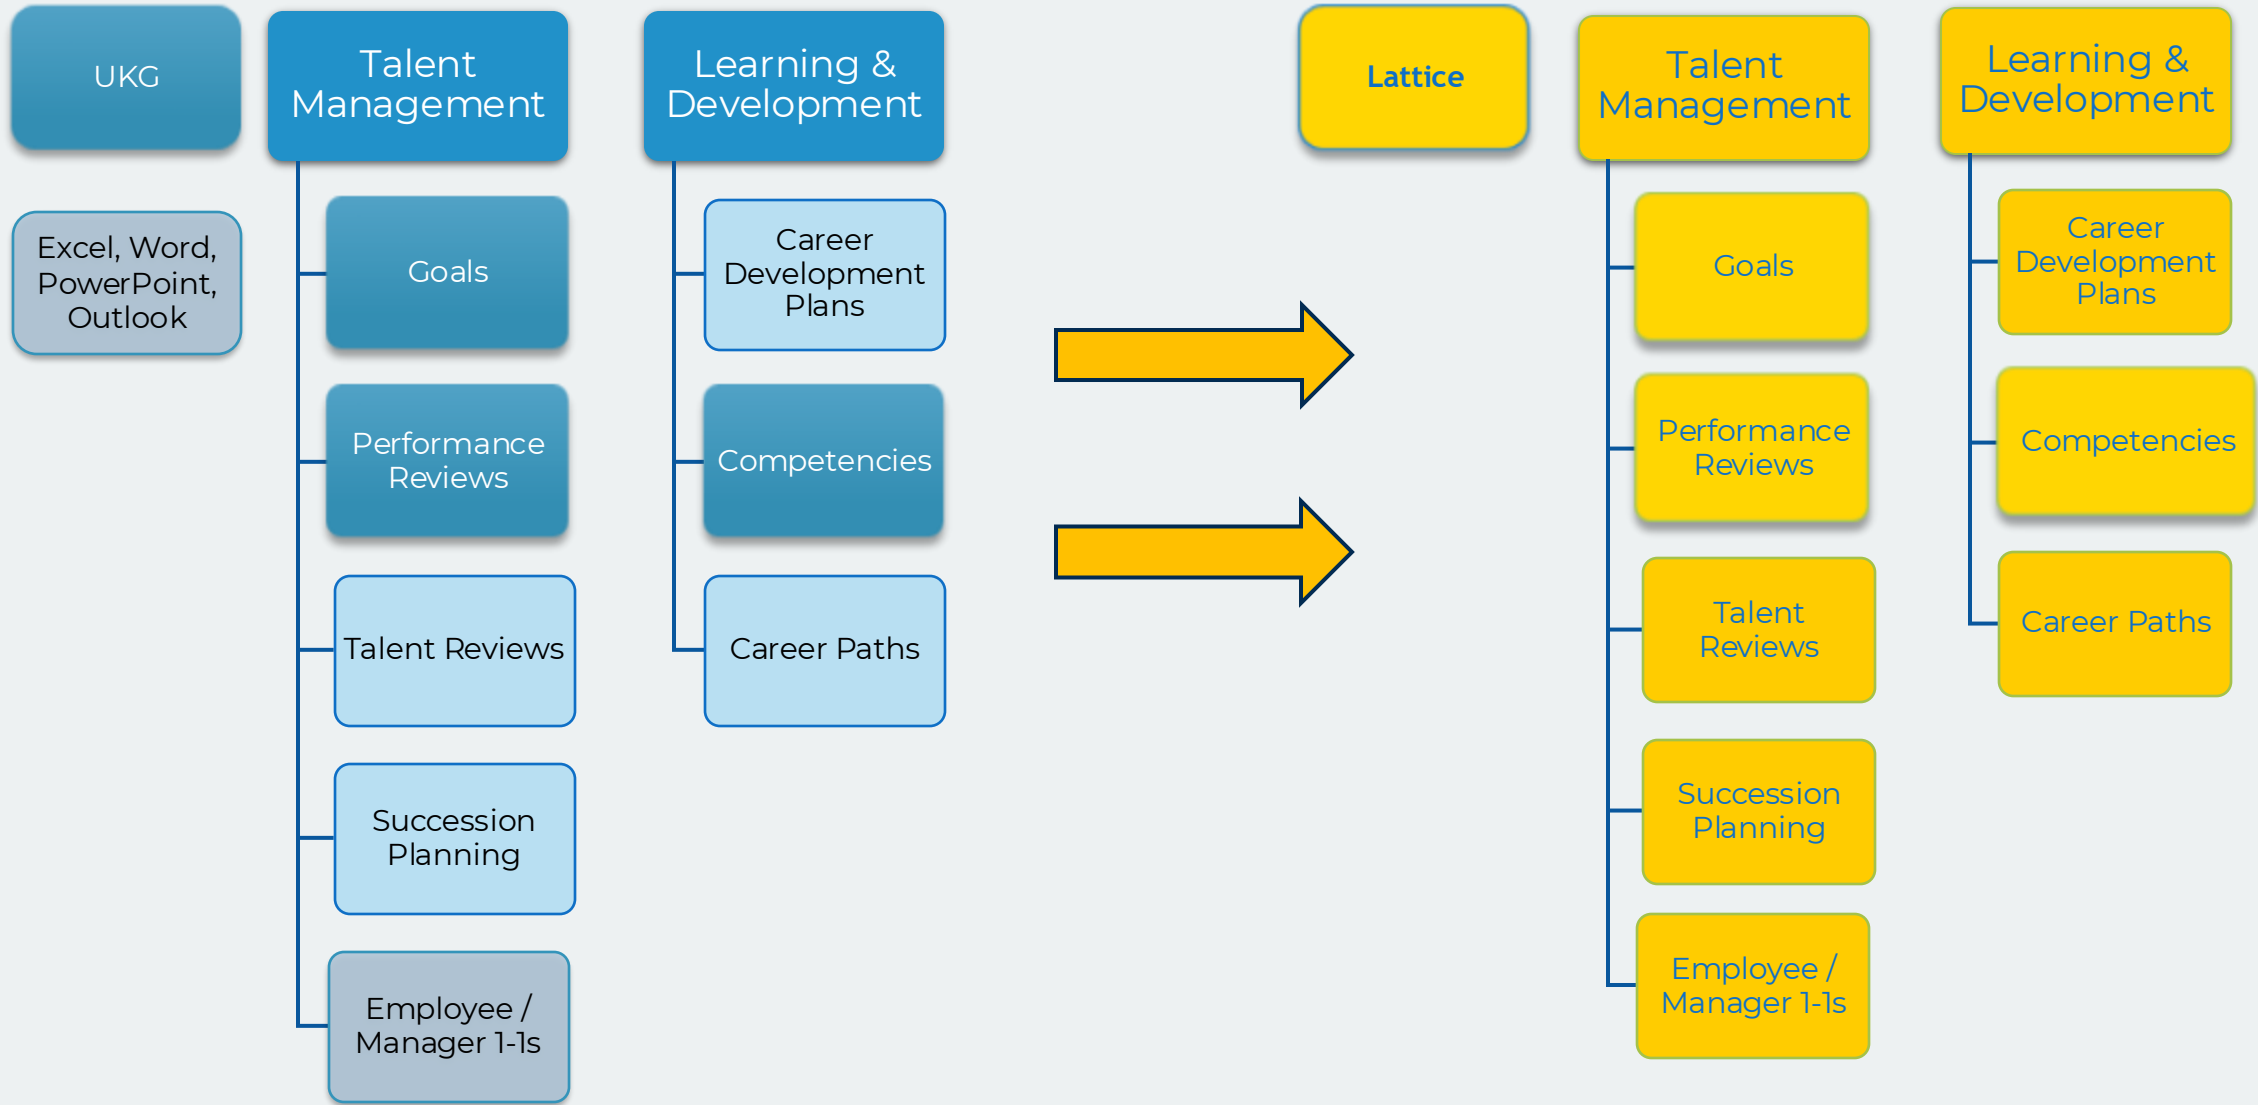 UKG
Excel, Word,
PowerPoint,
Outlook
Talent
Management
Goals
Performance
Reviews
Talent Reviews
Succession
Planning
Employee /
Manager 1-1s
Learning &
Development
Career
Development
Plans
Competencies
Career Paths
Lattice
Talent
Management
Goals
Performance
Reviews
Talent
Reviews
Succession
Planning
Employee /
Manager 1-1s
Learning &
Development
Career
Development
Plans
Competencies
Career Paths